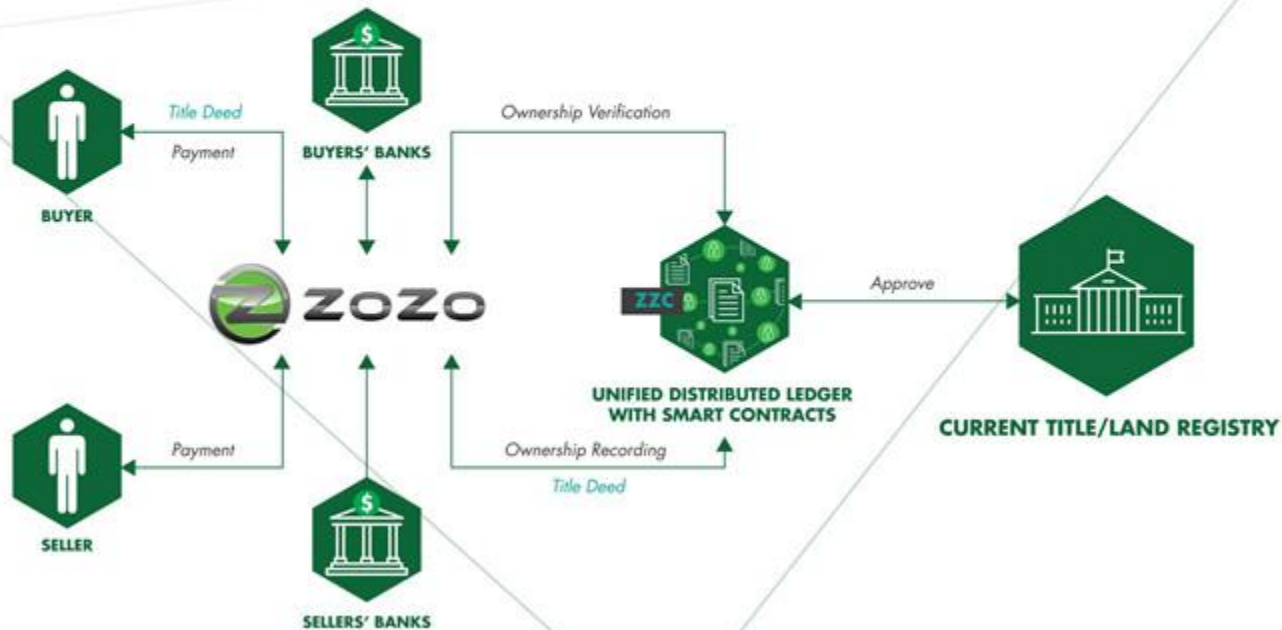 $
Title Deed
Payment
BUYERS' BANKS
Ownership Verification
BUYER
Z ZOZO
ZZC
Approve
UNIFIED DISTRIBUTED LEDGER
WITH SMART CONTRACTS
CURRENT TITLE/LAND REGISTRY
Payment
Ownership Recording
Title Deed
$
SELLER
SELLERS' BANKS